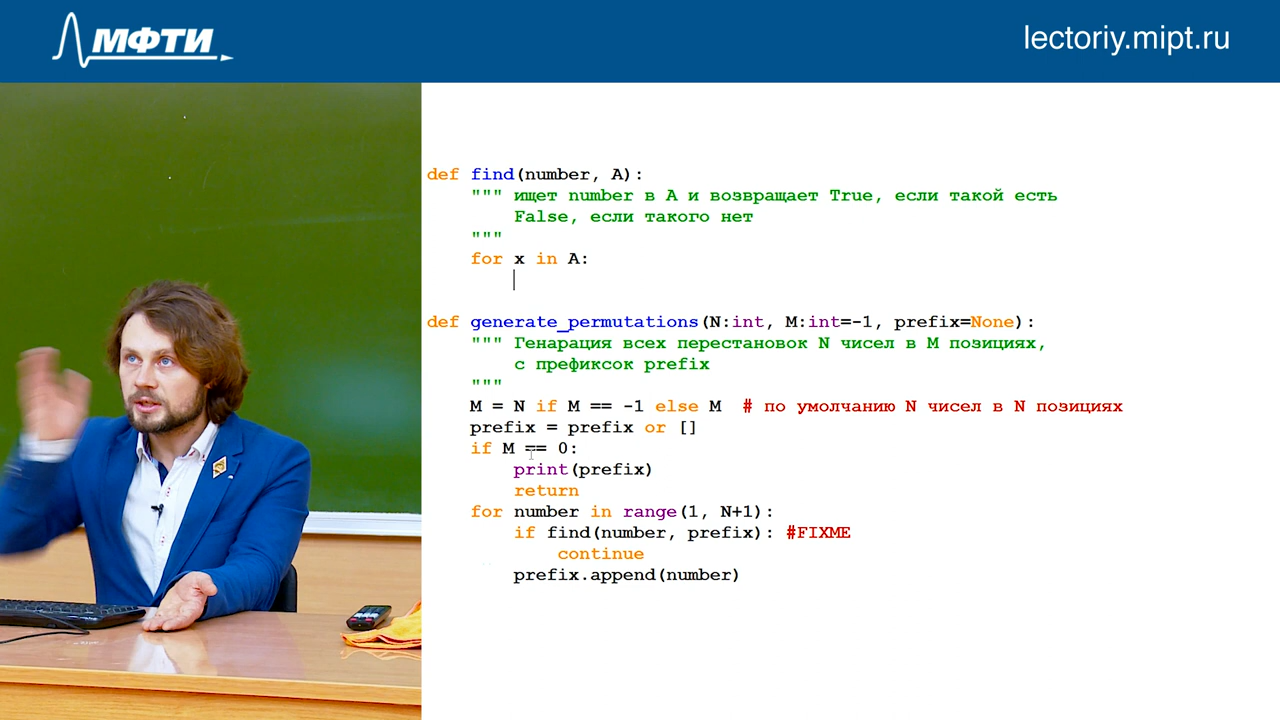 МФТИ
lectoriy.mipt.ru
def find(number, A):
    """ ищет number в A и возвращает True, если такой есть
        False, если такого нет
    """
    for x in A:
def generate_permutations(N:int, M:int=-1, prefix=None):
    """ Генарация всех перестановок N чисел в M позициях,
        с префиксок prefix
    """
    M = N if M == -1 else M  # по умолчанию N чисел в N позициях
    prefix = prefix or []
    if M == 0:
        print(prefix)
        return
    for number in range(1, N+1):
        if find(number, prefix): #FIXME
            continue
        prefix.append(number)